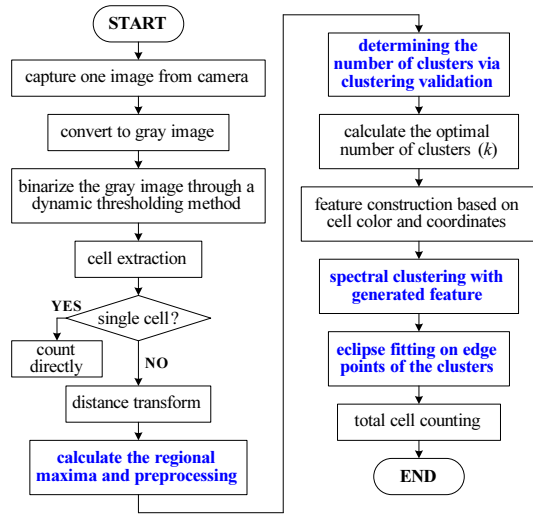 START
capture one image from camera
convert to gray image
binarize the gray image through a
dynamic thresholding method
cell extraction
single cell?
YES
count
directly
NO
distance transform
calculate the regional
maxima and preprocessing
determining the
number of clusters via
clustering validation
calculate the optimal
number of clusters (k)
feature construction based on
cell color and coordinates
spectral clustering with
generated feature
eclipse fitting on edge
points of the clusters
total cell counting
END